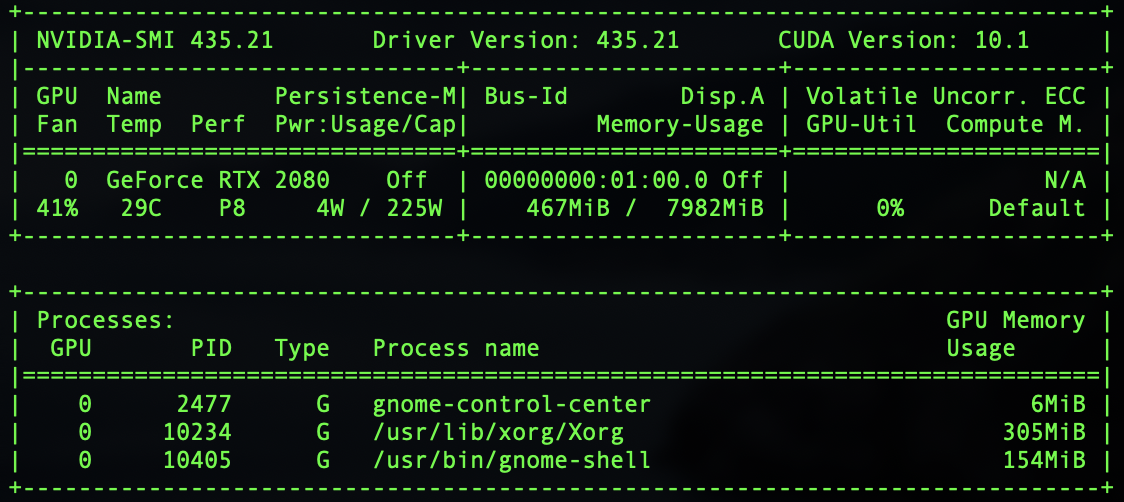 +-----------------------------------------------------------------------------+
| NVIDIA-SMI 435.21       Driver Version: 435.21       CUDA Version: 10.1     |
|-------------------------------+----------------------+----------------------+
| GPU  Name        Persistence-M| Bus-Id        Disp.A | Volatile Uncorr. ECC |
| Fan  Temp  Perf  Pwr:Usage/Cap|         Memory-Usage | GPU-Util  Compute M. |
|===============================+======================+======================|
|   0  GeForce RTX 2080    Off  | 00000000:01:00.0 Off |                  N/A |
| 41%   29C    P8     4W / 225W |    467MiB /  7982MiB |      0%      Default |
+-------------------------------+----------------------+----------------------+

+-----------------------------------------------------------------------------+
| Processes:                                                       GPU Memory |
|  GPU       PID   Type   Process name                             Usage      |
|=============================================================================|
|    0      2477      G   gnome-control-center                           6MiB |
|    0     10234      G   /usr/lib/xorg/Xorg                           305MiB |
|    0     10405      G   /usr/bin/gnome-shell                         154MiB |
+-----------------------------------------------------------------------------+